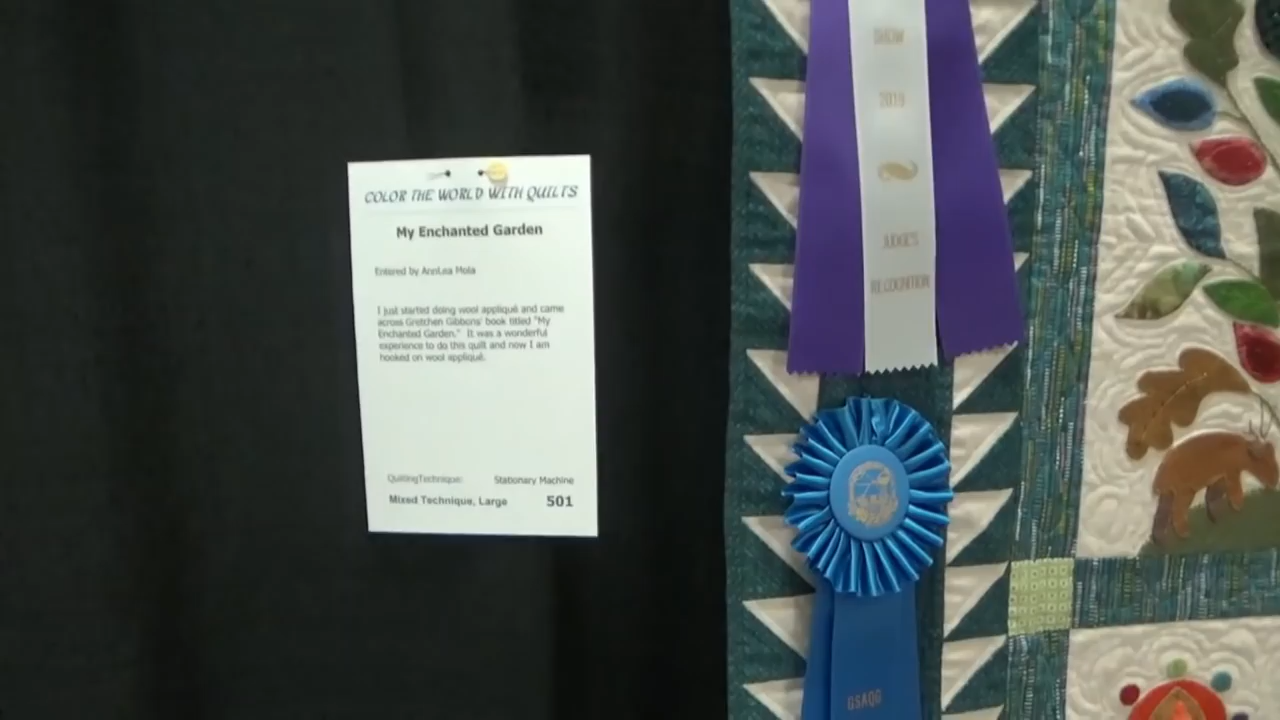 COLOR THE WORLD WITH QUILTS
My Enchanted Garden
Entered by AnnLea Mola
I just started doing wool appliqué and came
across Gretchen Gibbons' book titled "My
Enchanted Garden." It was a wonderful
experience to do this quilt and now I am
hooked on wool appliqué.
QuiltingTechnique: Stationary Machine
Mixed Technique, Large 501
SHOW
2019
JUDGE'S
RECOGNITION
GSAQG